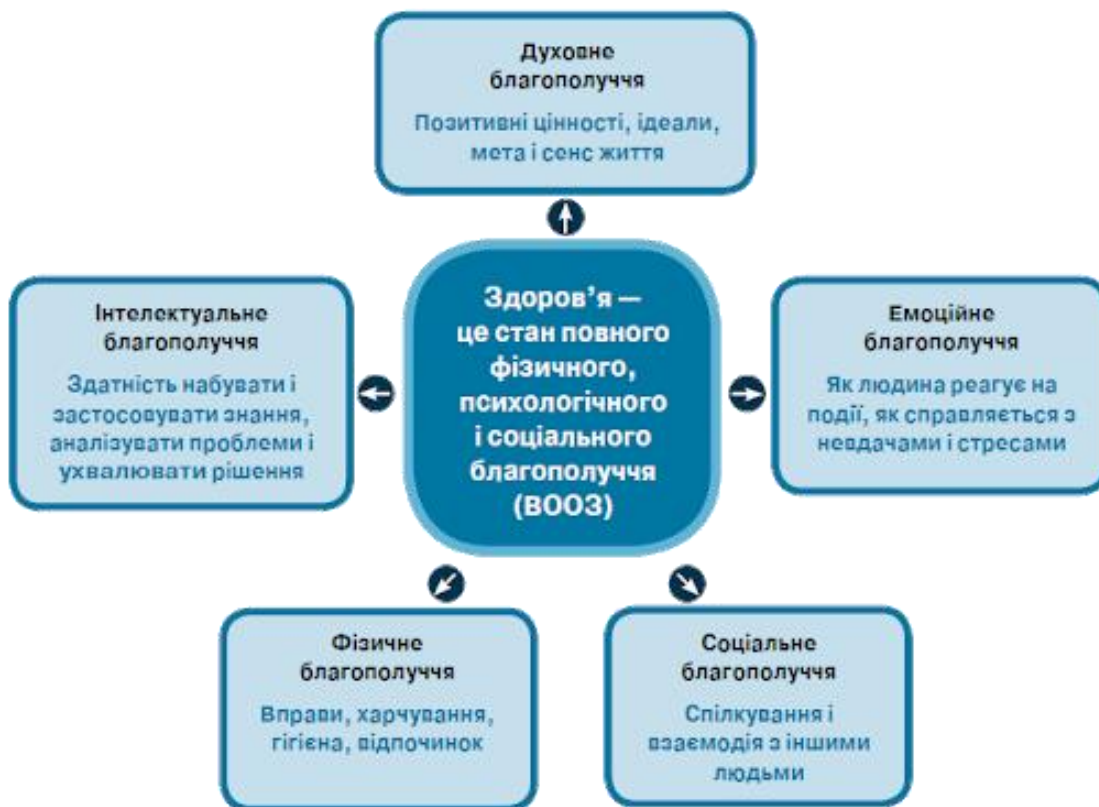 Духовне
благополуччя
Позитивні цінності, ідеали,
мета і сенс життя
Інтелектуальне
благополуччя
Здатність набувати і
застосовувати знання,
аналізувати проблеми і
ухвалювати рішення
Здоров’я —
це стан повного
фізичного,
психологічного
і соціального
благополуччя
(ВООЗ)
Емоційне
благополуччя
Як людина реагує на
події, як справляється з
невдачами і стресами
Фізичне
благополуччя
Вправи, харчування,
гігієна, відпочинок
Соціальне
благополуччя
Спілкування і
взаємодія з іншими
людьми